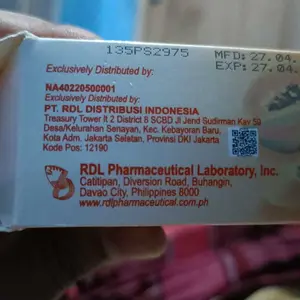 135PS2975
MFD: 27.04.
EXP: 27.04.
Exclusively Distributed by:
NA40220500001
Exclusively Distributed by:
PT. RDL DISTRIBUSI INDONESIA
Treasury Tower lt 2 District 8 SCBD Jl Jend Sudirman Kav 59
Desa/Kelurahan Senayan, Kec. Kebayoran Baru,
Kota Adm. Jakarta Selatan, Provinsi DKI Jakarta
Kode Pos: 12190
RDL Pharmaceutical Laboratory, Inc.
Catitipan, Diversion Road, Buhangin,
Davao City, Philippines 8000
www.rdlpharmaceutical.com.ph